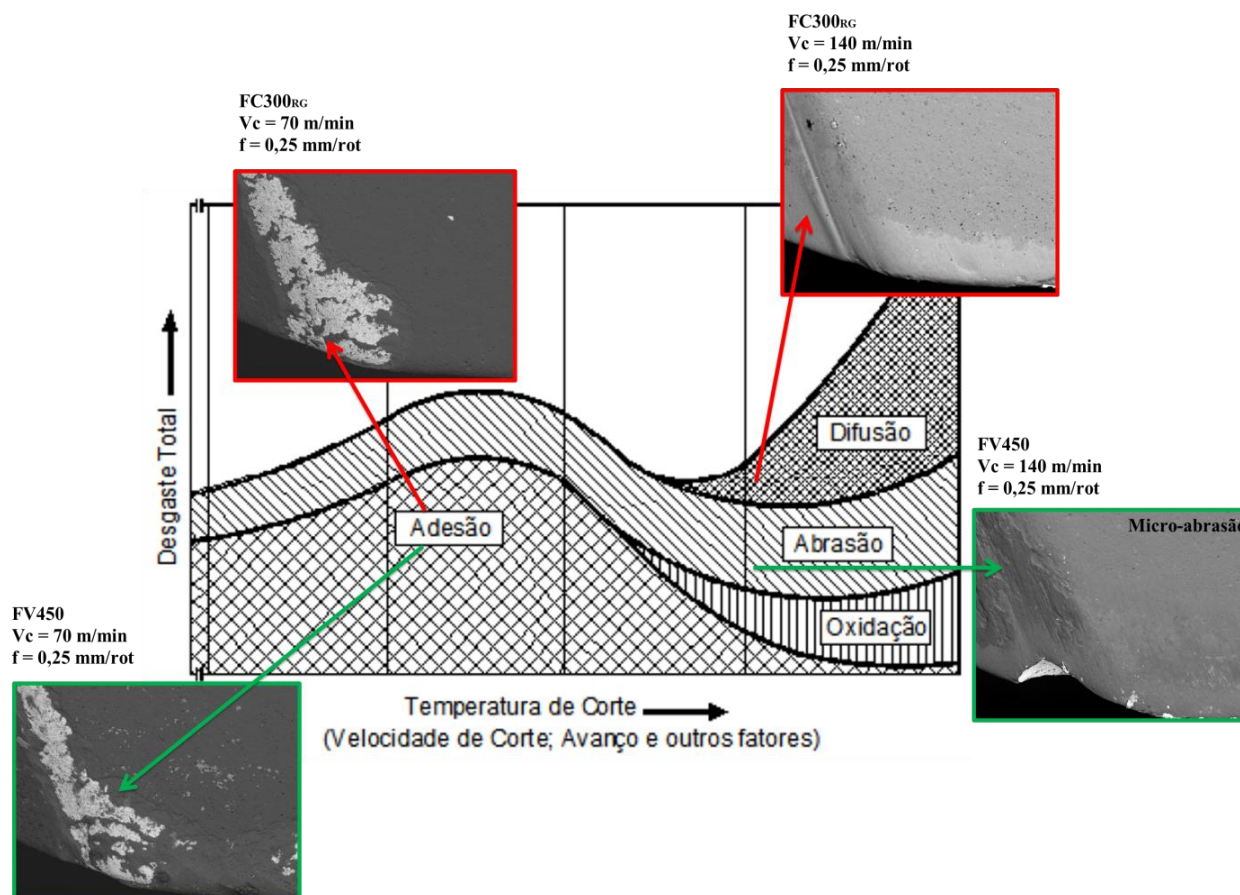 FC300RG
Vc = 140 m/min
f = 0,25 mm/rot
FC300RG
Vc = 70 m/min
f = 0,25 mm/rot
Desgaste Total
Difusão
Adesão
Abrasão
Oxidação
FV450
Vc = 140 m/min
f = 0,25 mm/rot
Micro-abrasão
FV450
Vc = 70 m/min
f = 0,25 mm/rot
Temperatura de Corte
(Velocidade de Corte; Avanço e outros fatores)